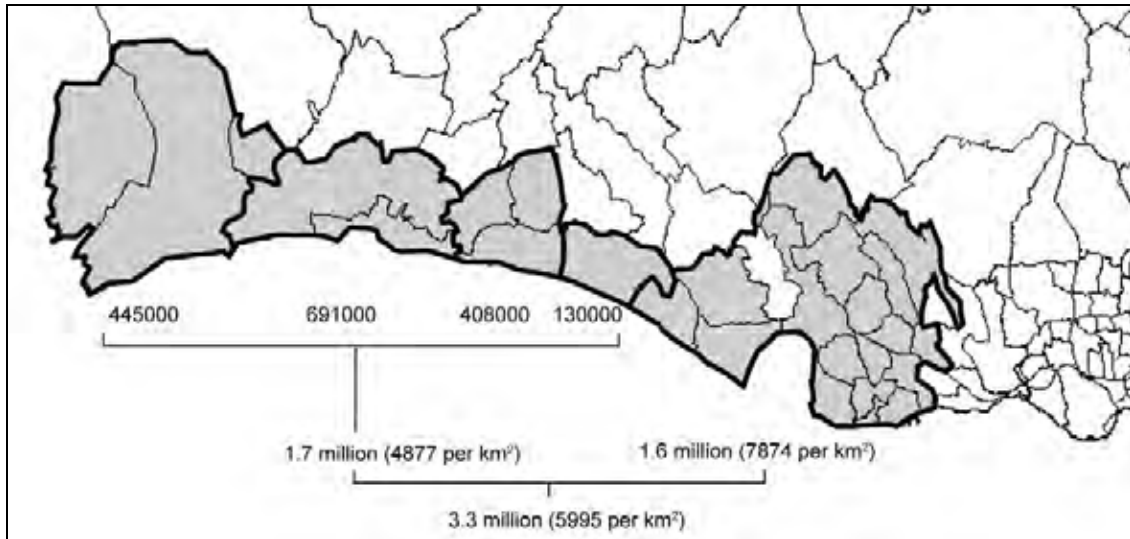 445000 691000 408000 130000
1.7 million (4877 per km²) 1.6 million (7874 per km²)
3.3 million (5995 per km²)